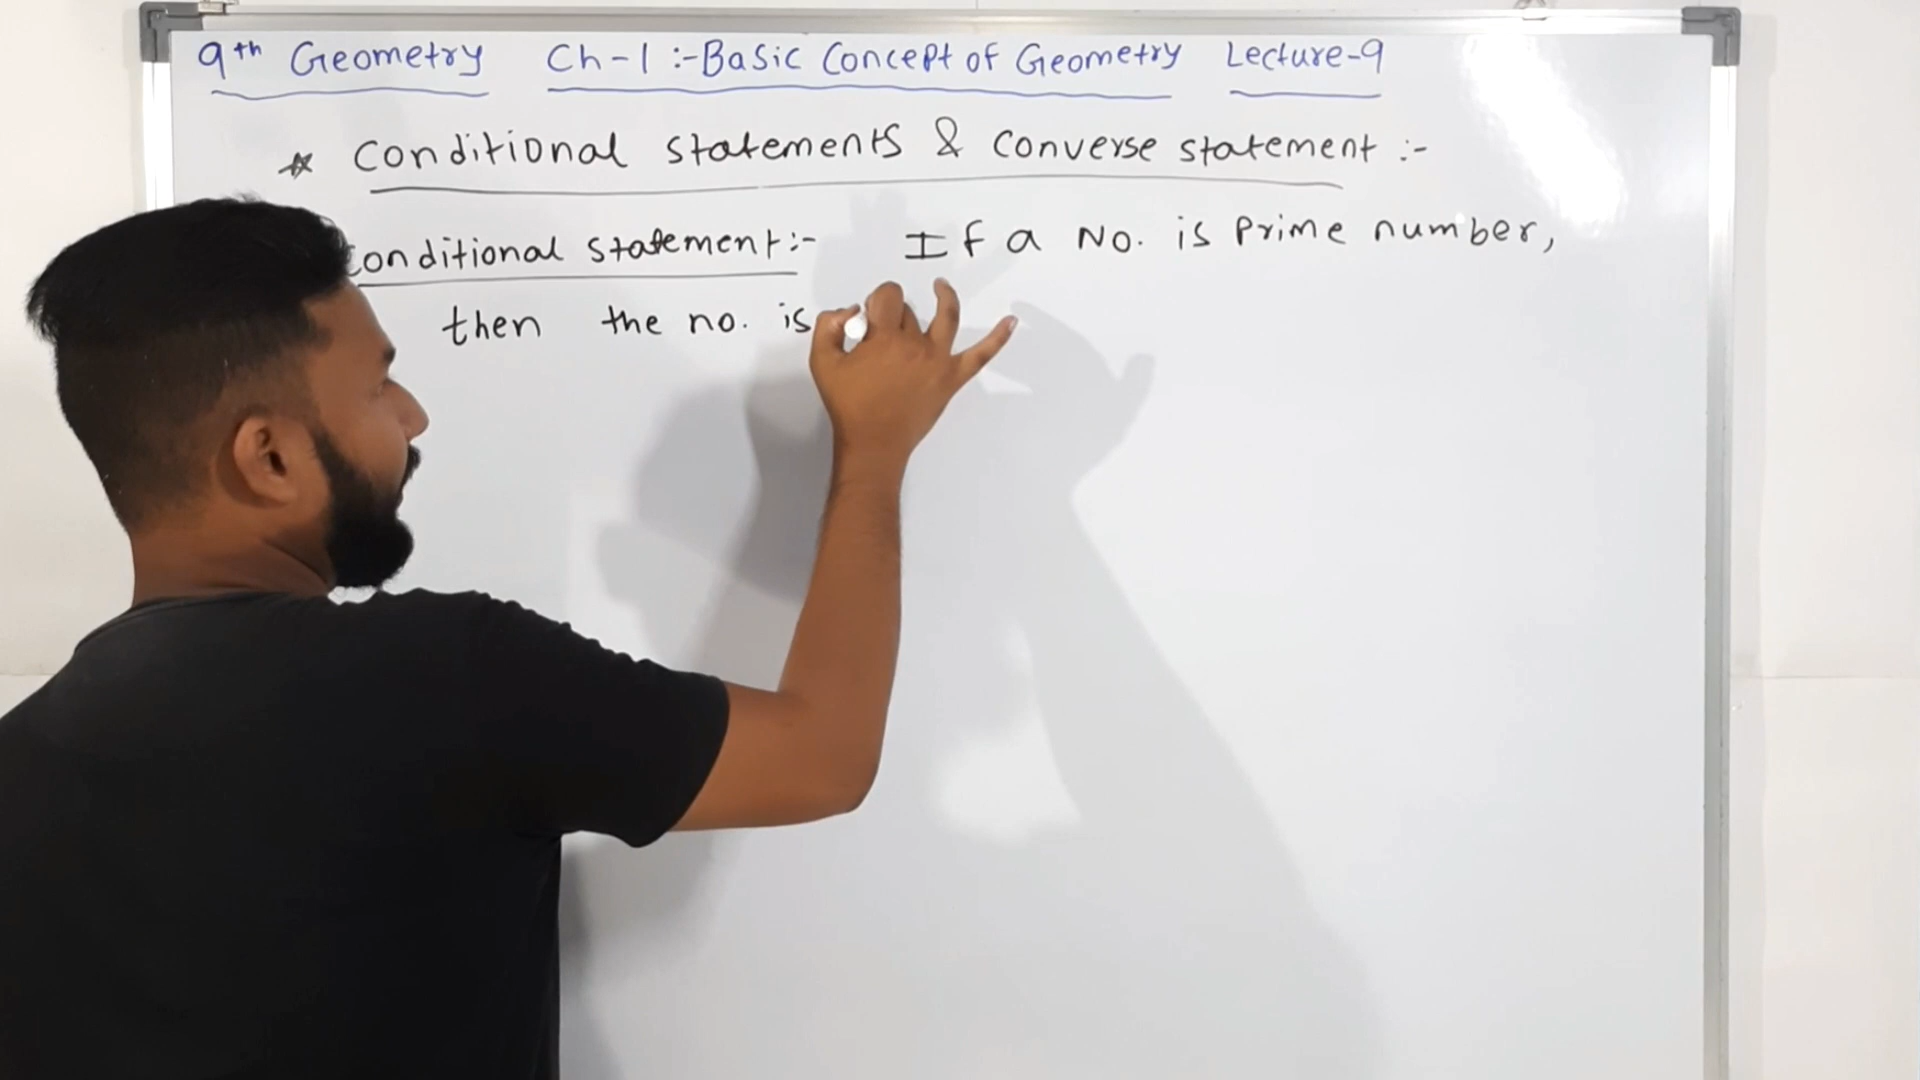 9th Geometry Ch-1 :- Basic Concept of Geometry Lecture-9
* Conditional statements & converse statement :-
conditional statement :- If a No. is Prime number,
then the no. is